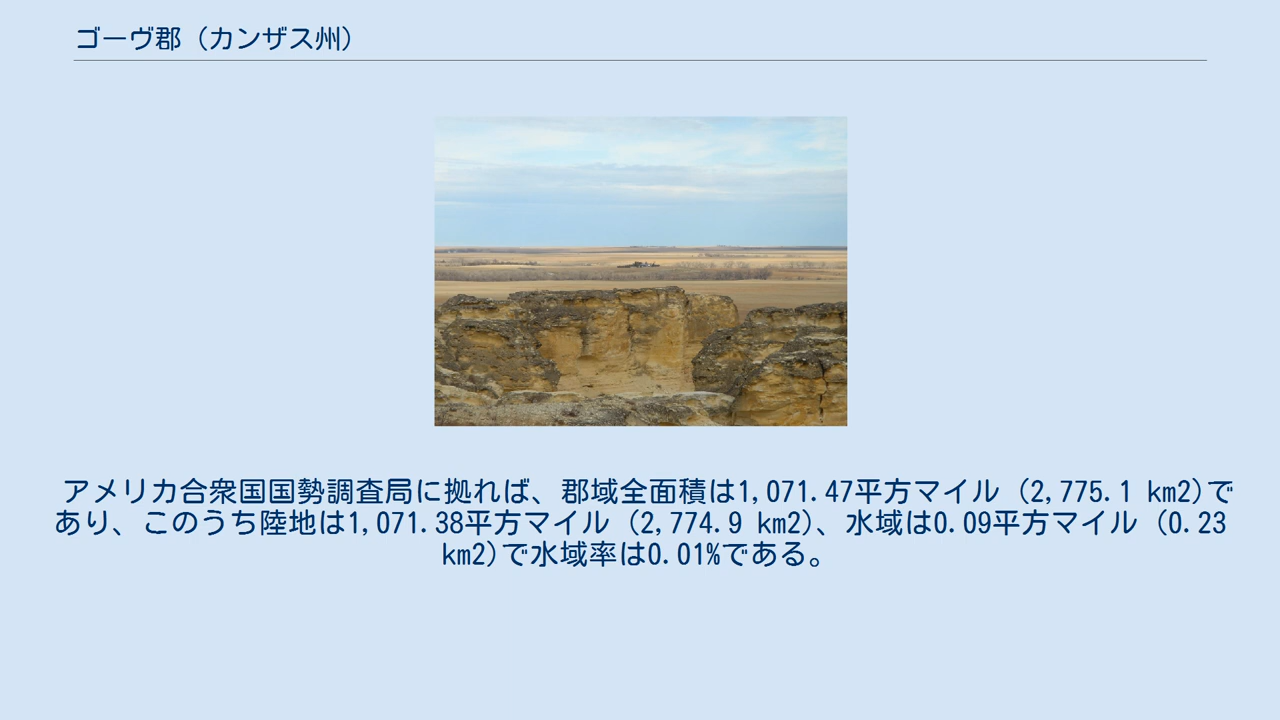 ゴーヴ郡（カンザス州）
アメリカ合衆国国勢調査局に拠れば、郡域全面積は1,071.47平方マイル（2,775.1 km2)で
あり、このうち陸地は1,071.38平方マイル（2,774.9 km2)、水域は0.09平方マイル（0.23
km2)で水域率は0.01%である。